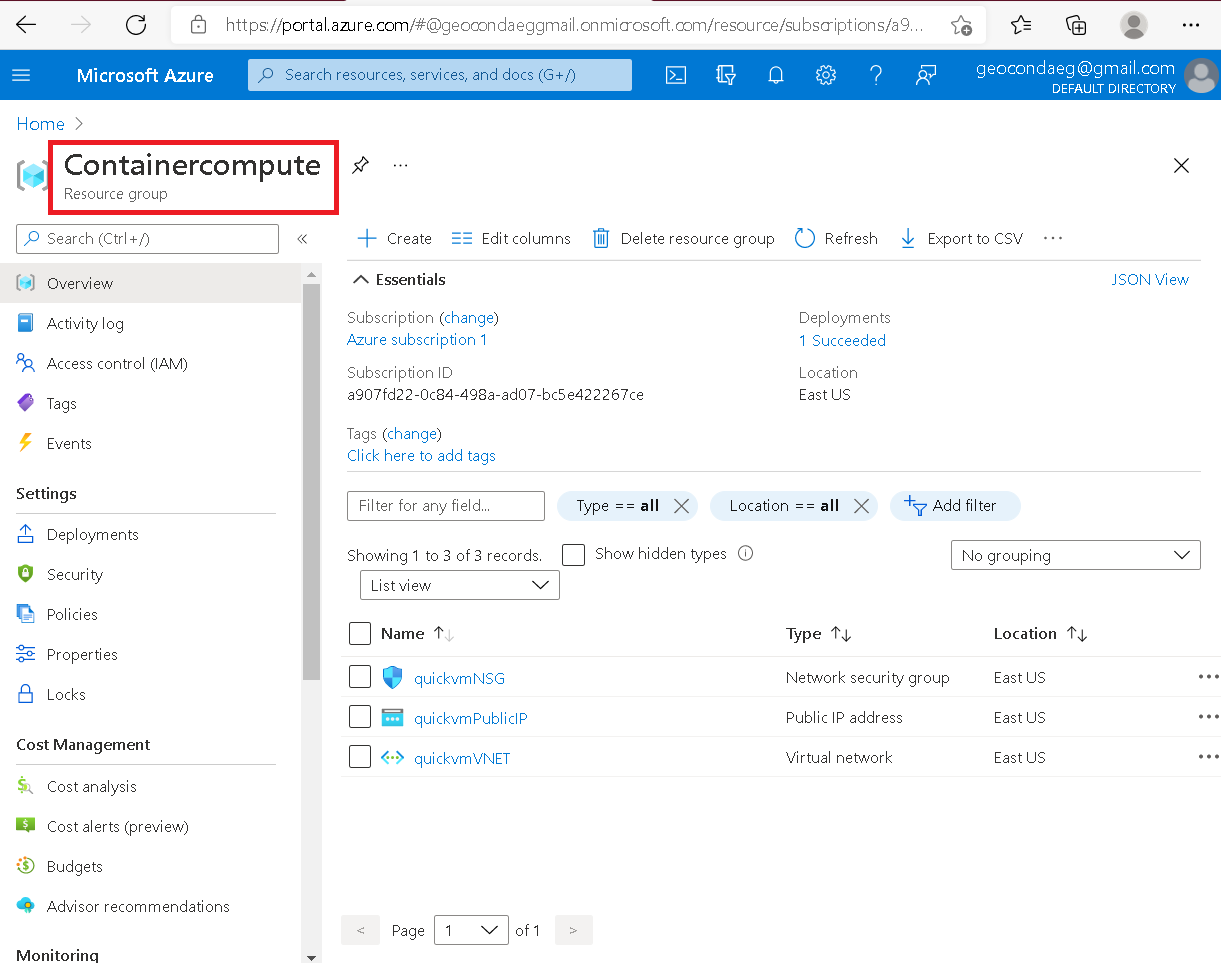 https://portal.azure.com/#@geocondaeggmail.onmicrosoft.com/resource/subscriptions/a9...
Microsoft Azure
Search resources, services, and docs (G+/)
geocondaeg@gmail.com
DEFAULT DIRECTORY
Home
Containercompute
Resource group
Search (Ctrl+/)
Create
Edit columns
Delete resource group
Refresh
Export to CSV
Overview
Activity log
Access control (IAM)
Tags
Events
Settings
Deployments
Security
Policies
Properties
Locks
Cost Management
Cost analysis
Cost alerts (preview)
Budgets
Advisor recommendations
Monitoring
Essentials
JSON View
Subscription (change)
Azure subscription 1
Deployments
1 Succeeded
Subscription ID
a907fd22-0c84-498a-ad07-bc5e422267ce
Location
East US
Tags (change)
Click here to add tags
Filter for any field...
Type == all
Location == all
Add filter
Showing 1 to 3 of 3 records.
Show hidden types
No grouping
List view
Name Type Location
quickvmNSG Network security group East US
quickvmPublicIP Public IP address East US
quickvmVNET Virtual network East US
< Page 1 of 1 >